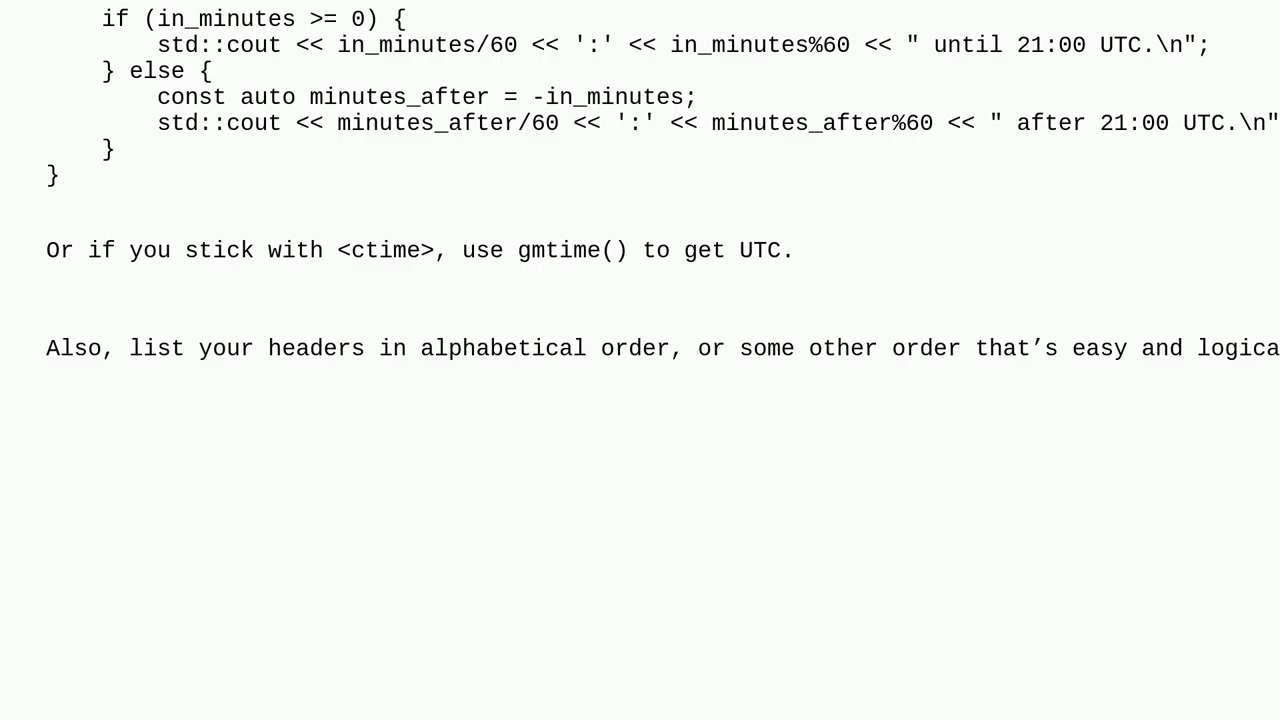 if (in_minutes >= 0) {
std::cout << in_minutes/60 << ':' << in_minutes%60 << " until 21:00 UTC.\n";
} else {
const auto minutes_after = -in_minutes;
std::cout << minutes_after/60 << ':' << minutes_after%60 << " after 21:00 UTC.\n"
}
}
Or if you stick with <ctime>, use gmtime() to get UTC.
Also, list your headers in alphabetical order, or some other order that’s easy and logica